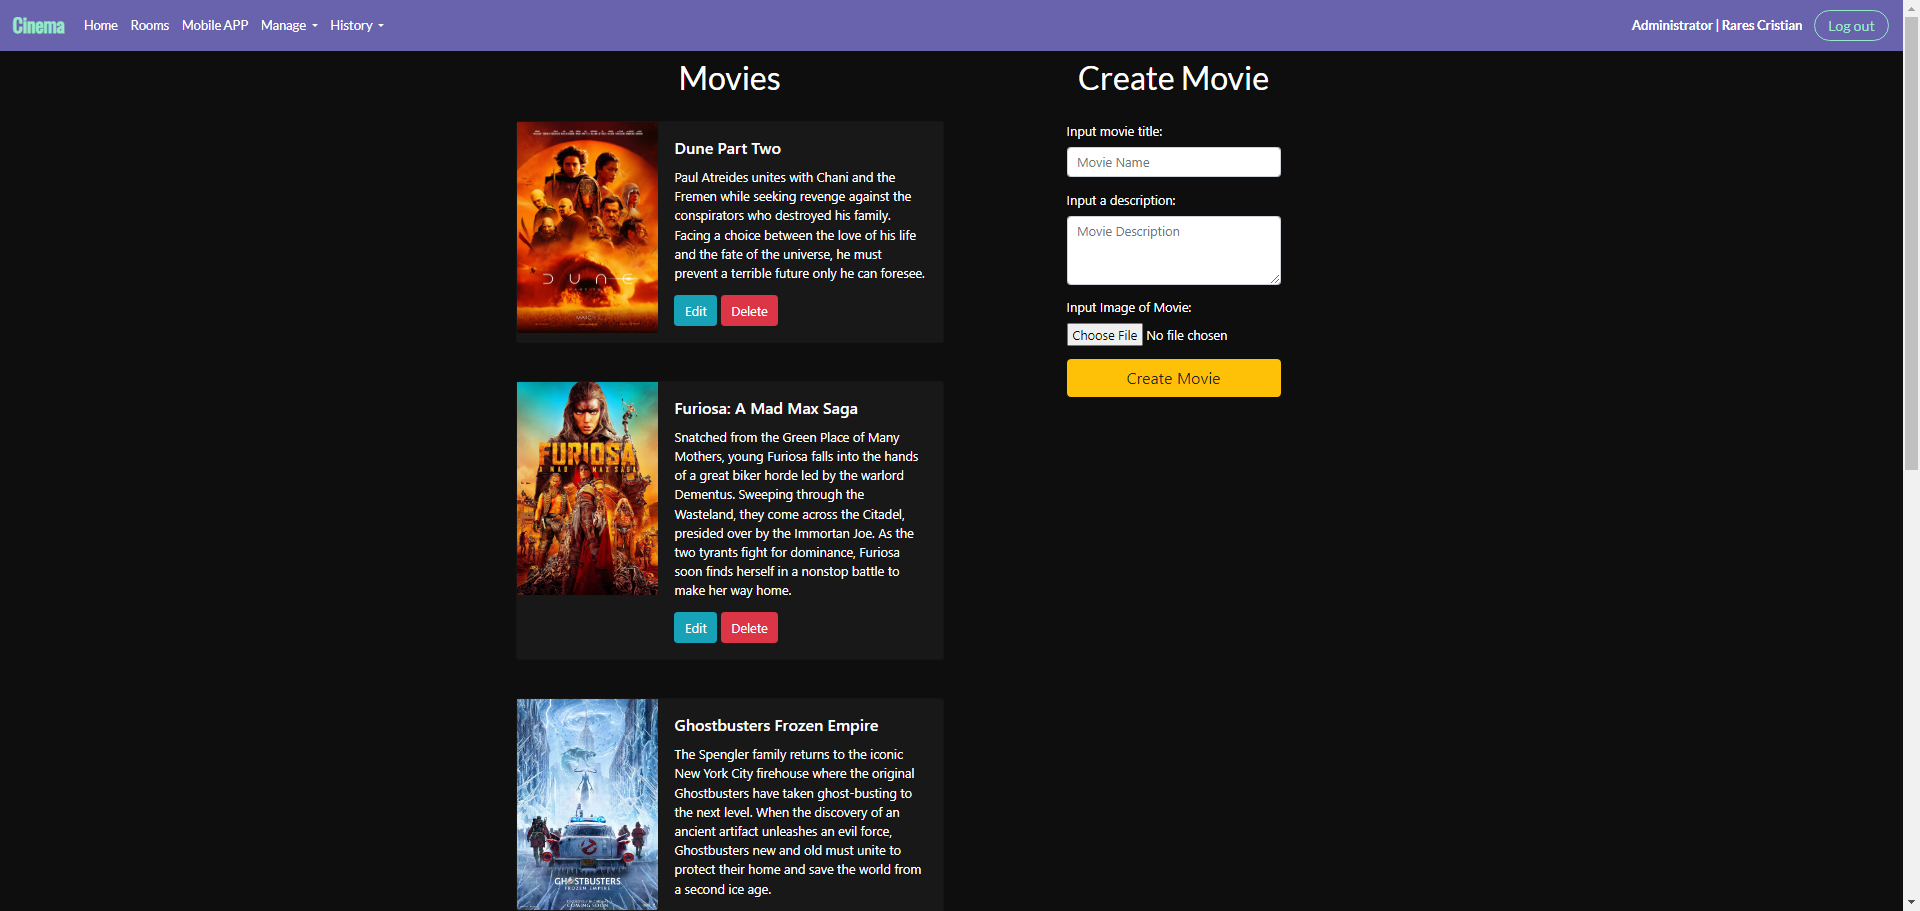 Cinema Home Rooms Mobile APP Manage History Administrator | Rares Cristian Log out
Movies
DUNE
Dune Part Two
Paul Atreides unites with Chani and the
Fremen while seeking revenge against the
conspirators who destroyed his family.
Facing a choice between the love of his life
and the fate of the universe, he must
prevent a terrible future only he can foresee.
Edit Delete
FURIOSA
A MAD MAX SAGA
Furiosa: A Mad Max Saga
Snatched from the Green Place of Many
Mothers, young Furiosa falls into the hands
of a great biker horde led by the warlord
Dementus. Sweeping through the
Wasteland, they come across the Citadel,
presided over by the Immortan Joe. As the
two tyrants fight for dominance, Furiosa
soon finds herself in a nonstop battle to
make her way home.
Edit Delete
GHOSTBUSTERS
FROZEN EMPIRE
COMING SOON
Ghostbusters Frozen Empire
The Spengler family returns to the iconic
New York City firehouse where the original
Ghostbusters have taken ghost-busting to
the next level. When the discovery of an
ancient artifact unleashes an evil force,
Ghostbusters new and old must unite to
protect their home and save the world from
a second ice age.
Create Movie
Input movie title:
Movie Name
Input a description:
Movie Description
Input Image of Movie:
Choose File No file chosen
Create Movie